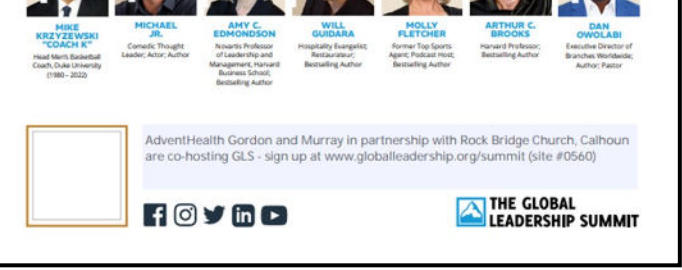 MIKE
KRZYZEWSKI
"COACH K"
Head Men's Basketball
Coach, Duke University
(1980 – 2022)
MICHAEL
JR.
Comedic Thought
Leader; Actor; Author
AMY C.
EDMONDSON
Novartis Professor
of Leadership and
Management, Harvard
Business School;
Bestselling Author
WILL
GUIDARA
Hospitality Evangelist;
Restaurateur;
Bestselling Author
MOLLY
FLETCHER
Former Top Sports
Agent; Podcast Host;
Bestselling Author
ARTHUR C.
BROOKS
Harvard Professor;
Bestselling Author
DAN
OWOLABI
Executive Director of
Branches Worldwide;
Author; Pastor
AdventHealth Gordon and Murray in partnership with Rock Bridge Church, Calhoun
are co-hosting GLS - sign up at www.globalleadership.org/summit (site #0560)
THE GLOBAL
LEADERSHIP SUMMIT